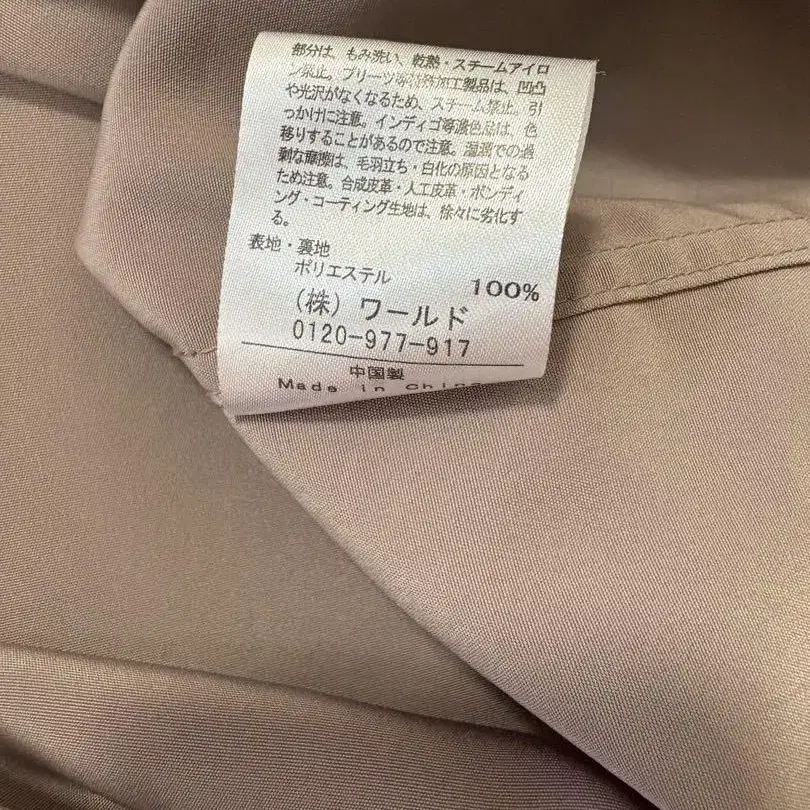 部分は、もみ洗い、乾熱・スチームアイロ
ン禁止。プリーツ等特殊加工製品は、凹凸
や光沢がなくなるため、スチーム禁止。引
っかけに注意。インディゴ等濃色品は、色
移りすることがあるので注意。湿潤での過
剰な摩擦は、毛羽立ち・白化の原因となる
ため注意。合成皮革・人工皮革・ボンディ
ング・コーティング生地は、徐々に劣化す
る。
表地・裏地
ポリエステル 100%
(株)ワールド
0120-977-917
中国製
Made in China